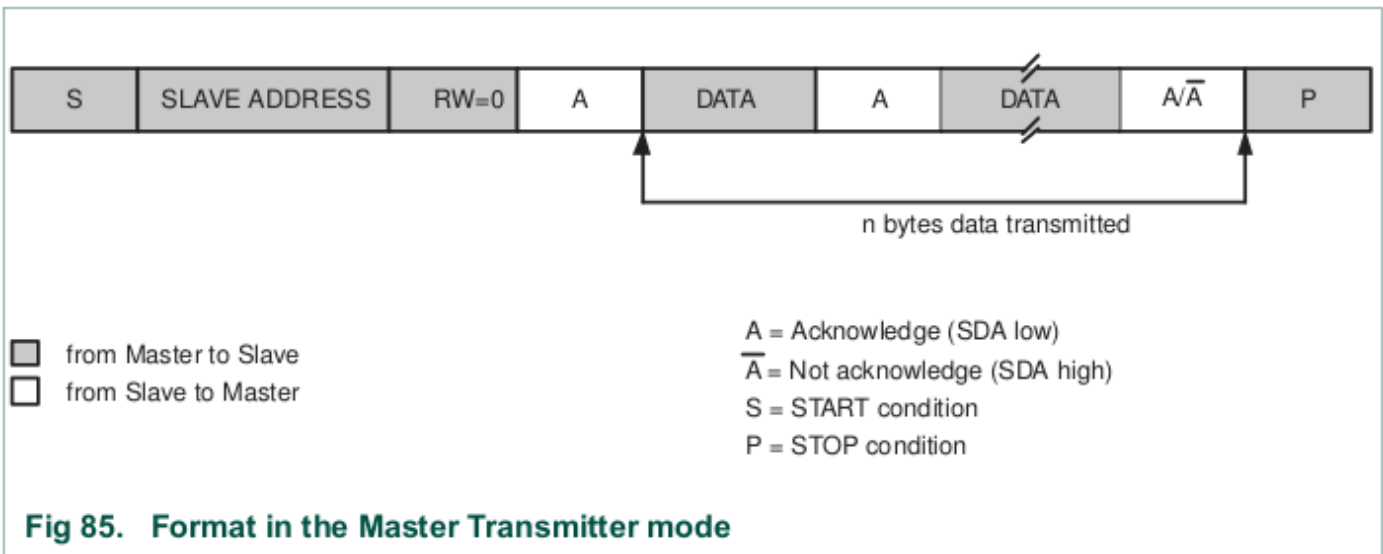 S SLAVE ADDRESS RW=0 A DATA A DATA A/A̅ P
n bytes data transmitted
from Master to Slave
from Slave to Master
A = Acknowledge (SDA low)
A̅ = Not acknowledge (SDA high)
S = START condition
P = STOP condition
Fig 85. Format in the Master Transmitter mode